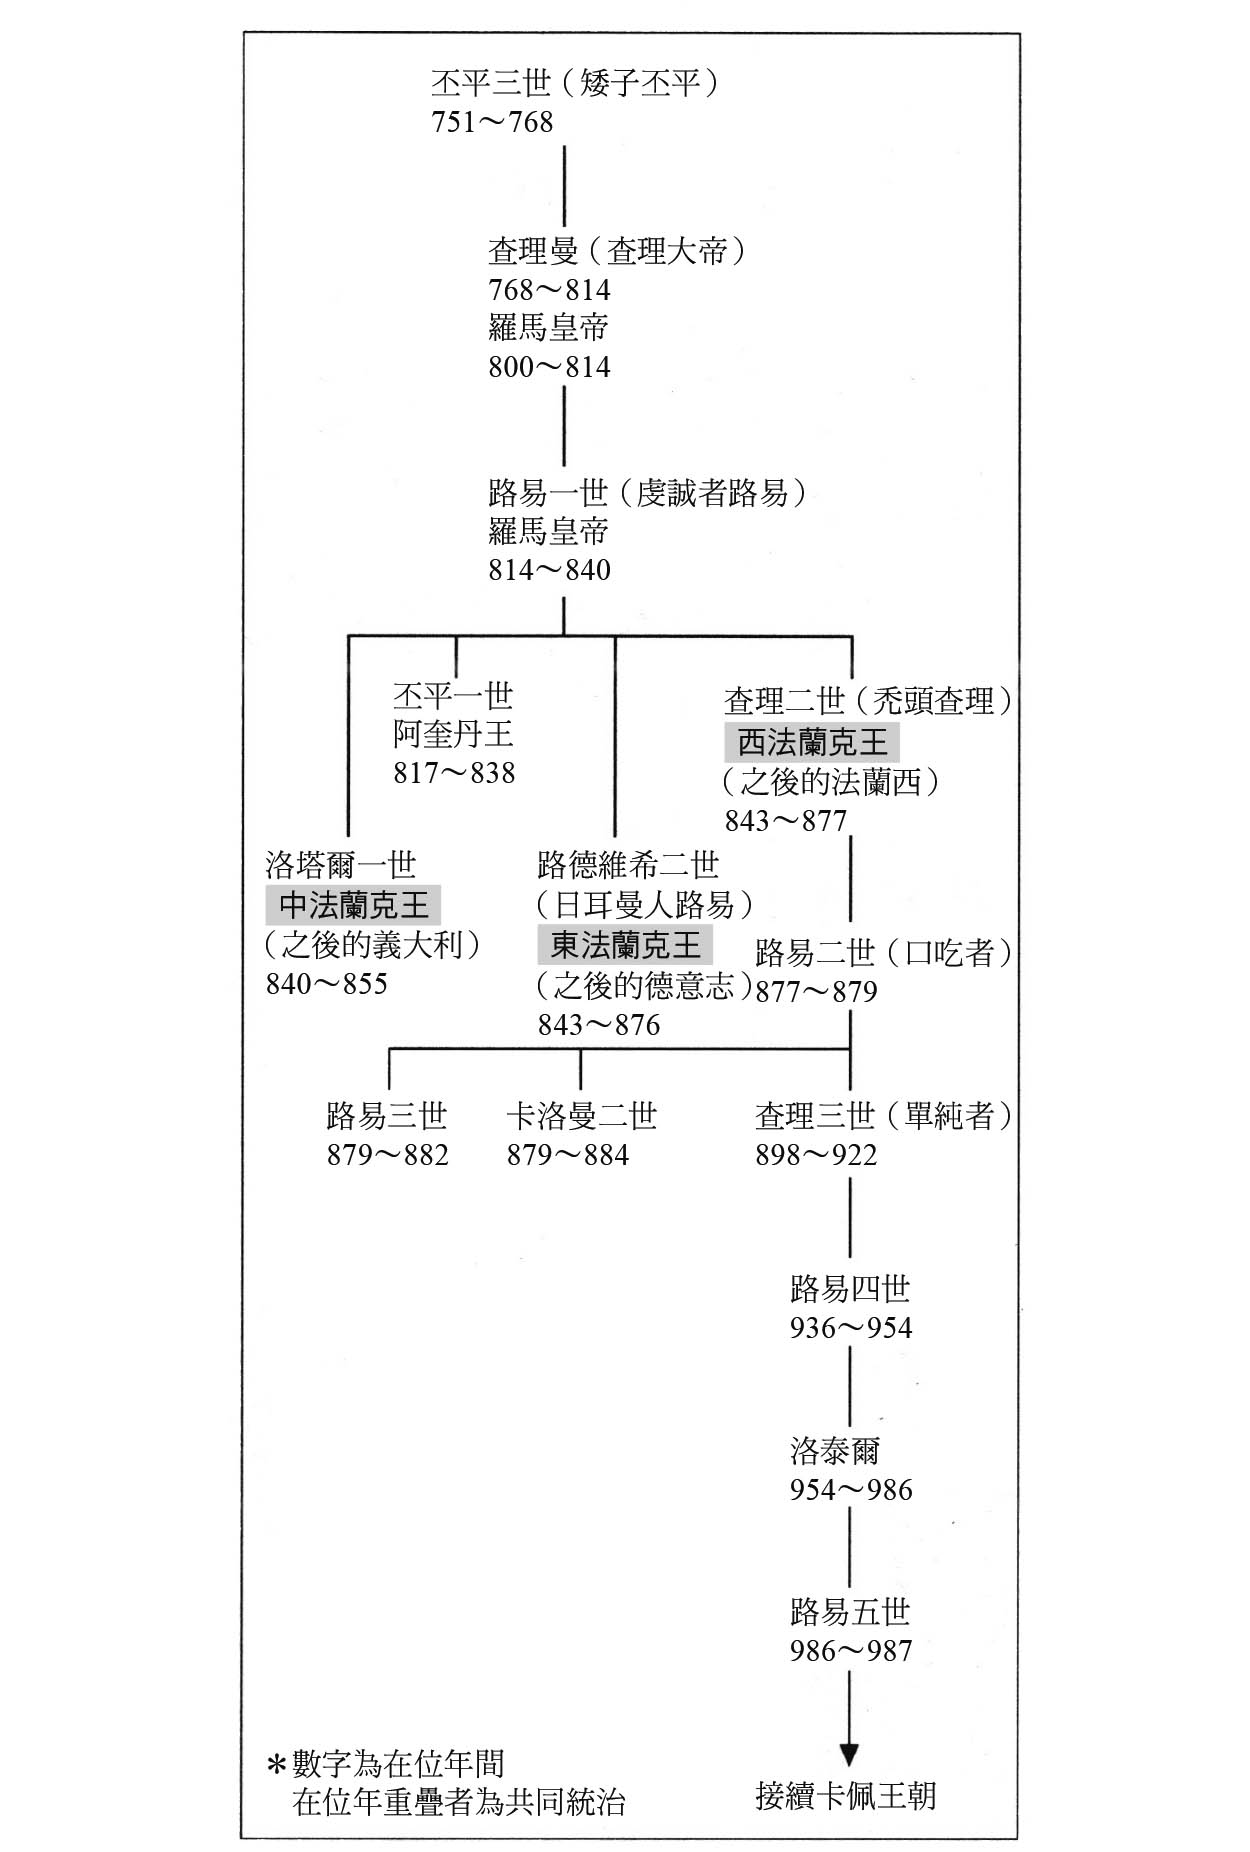 丕平三世（矮子丕平）
751～768
查理曼（查理大帝）
768～814
羅馬皇帝
800～814
路易一世（虔誠者路易）
羅馬皇帝
814～840
丕平一世
阿奎丹王
817～838
查理二世（禿頭查理）
西法蘭克王
（之後的法蘭西）
843～877
洛塔爾一世
中法蘭克王
（之後的義大利）
840～855
路德維希二世
（日耳曼人路易）
東法蘭克王
（之後的德意志）
843～876
路易二世（口吃者）
877～879
路易三世
879～882
卡洛曼二世
879～884
查理三世（單純者）
898～922
路易四世
936～954
洛泰爾
954～986
路易五世
986～987
接續卡佩王朝
＊數字為在位年間
在位年重疊者為共同統治